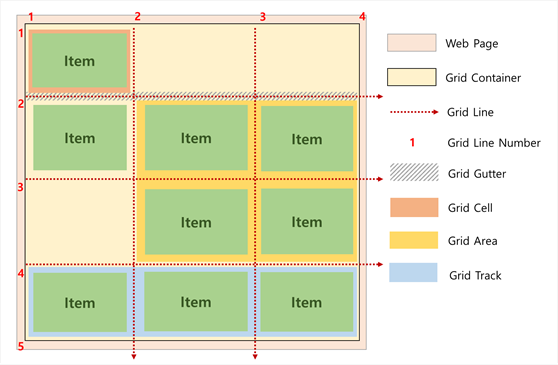 1 2 3 4
1
Item
2
Item Item Item
3
Item Item
4
Item Item Item
5
Web Page
Grid Container
Grid Line
1 Grid Line Number
Grid Gutter
Grid Cell
Grid Area
Grid Track